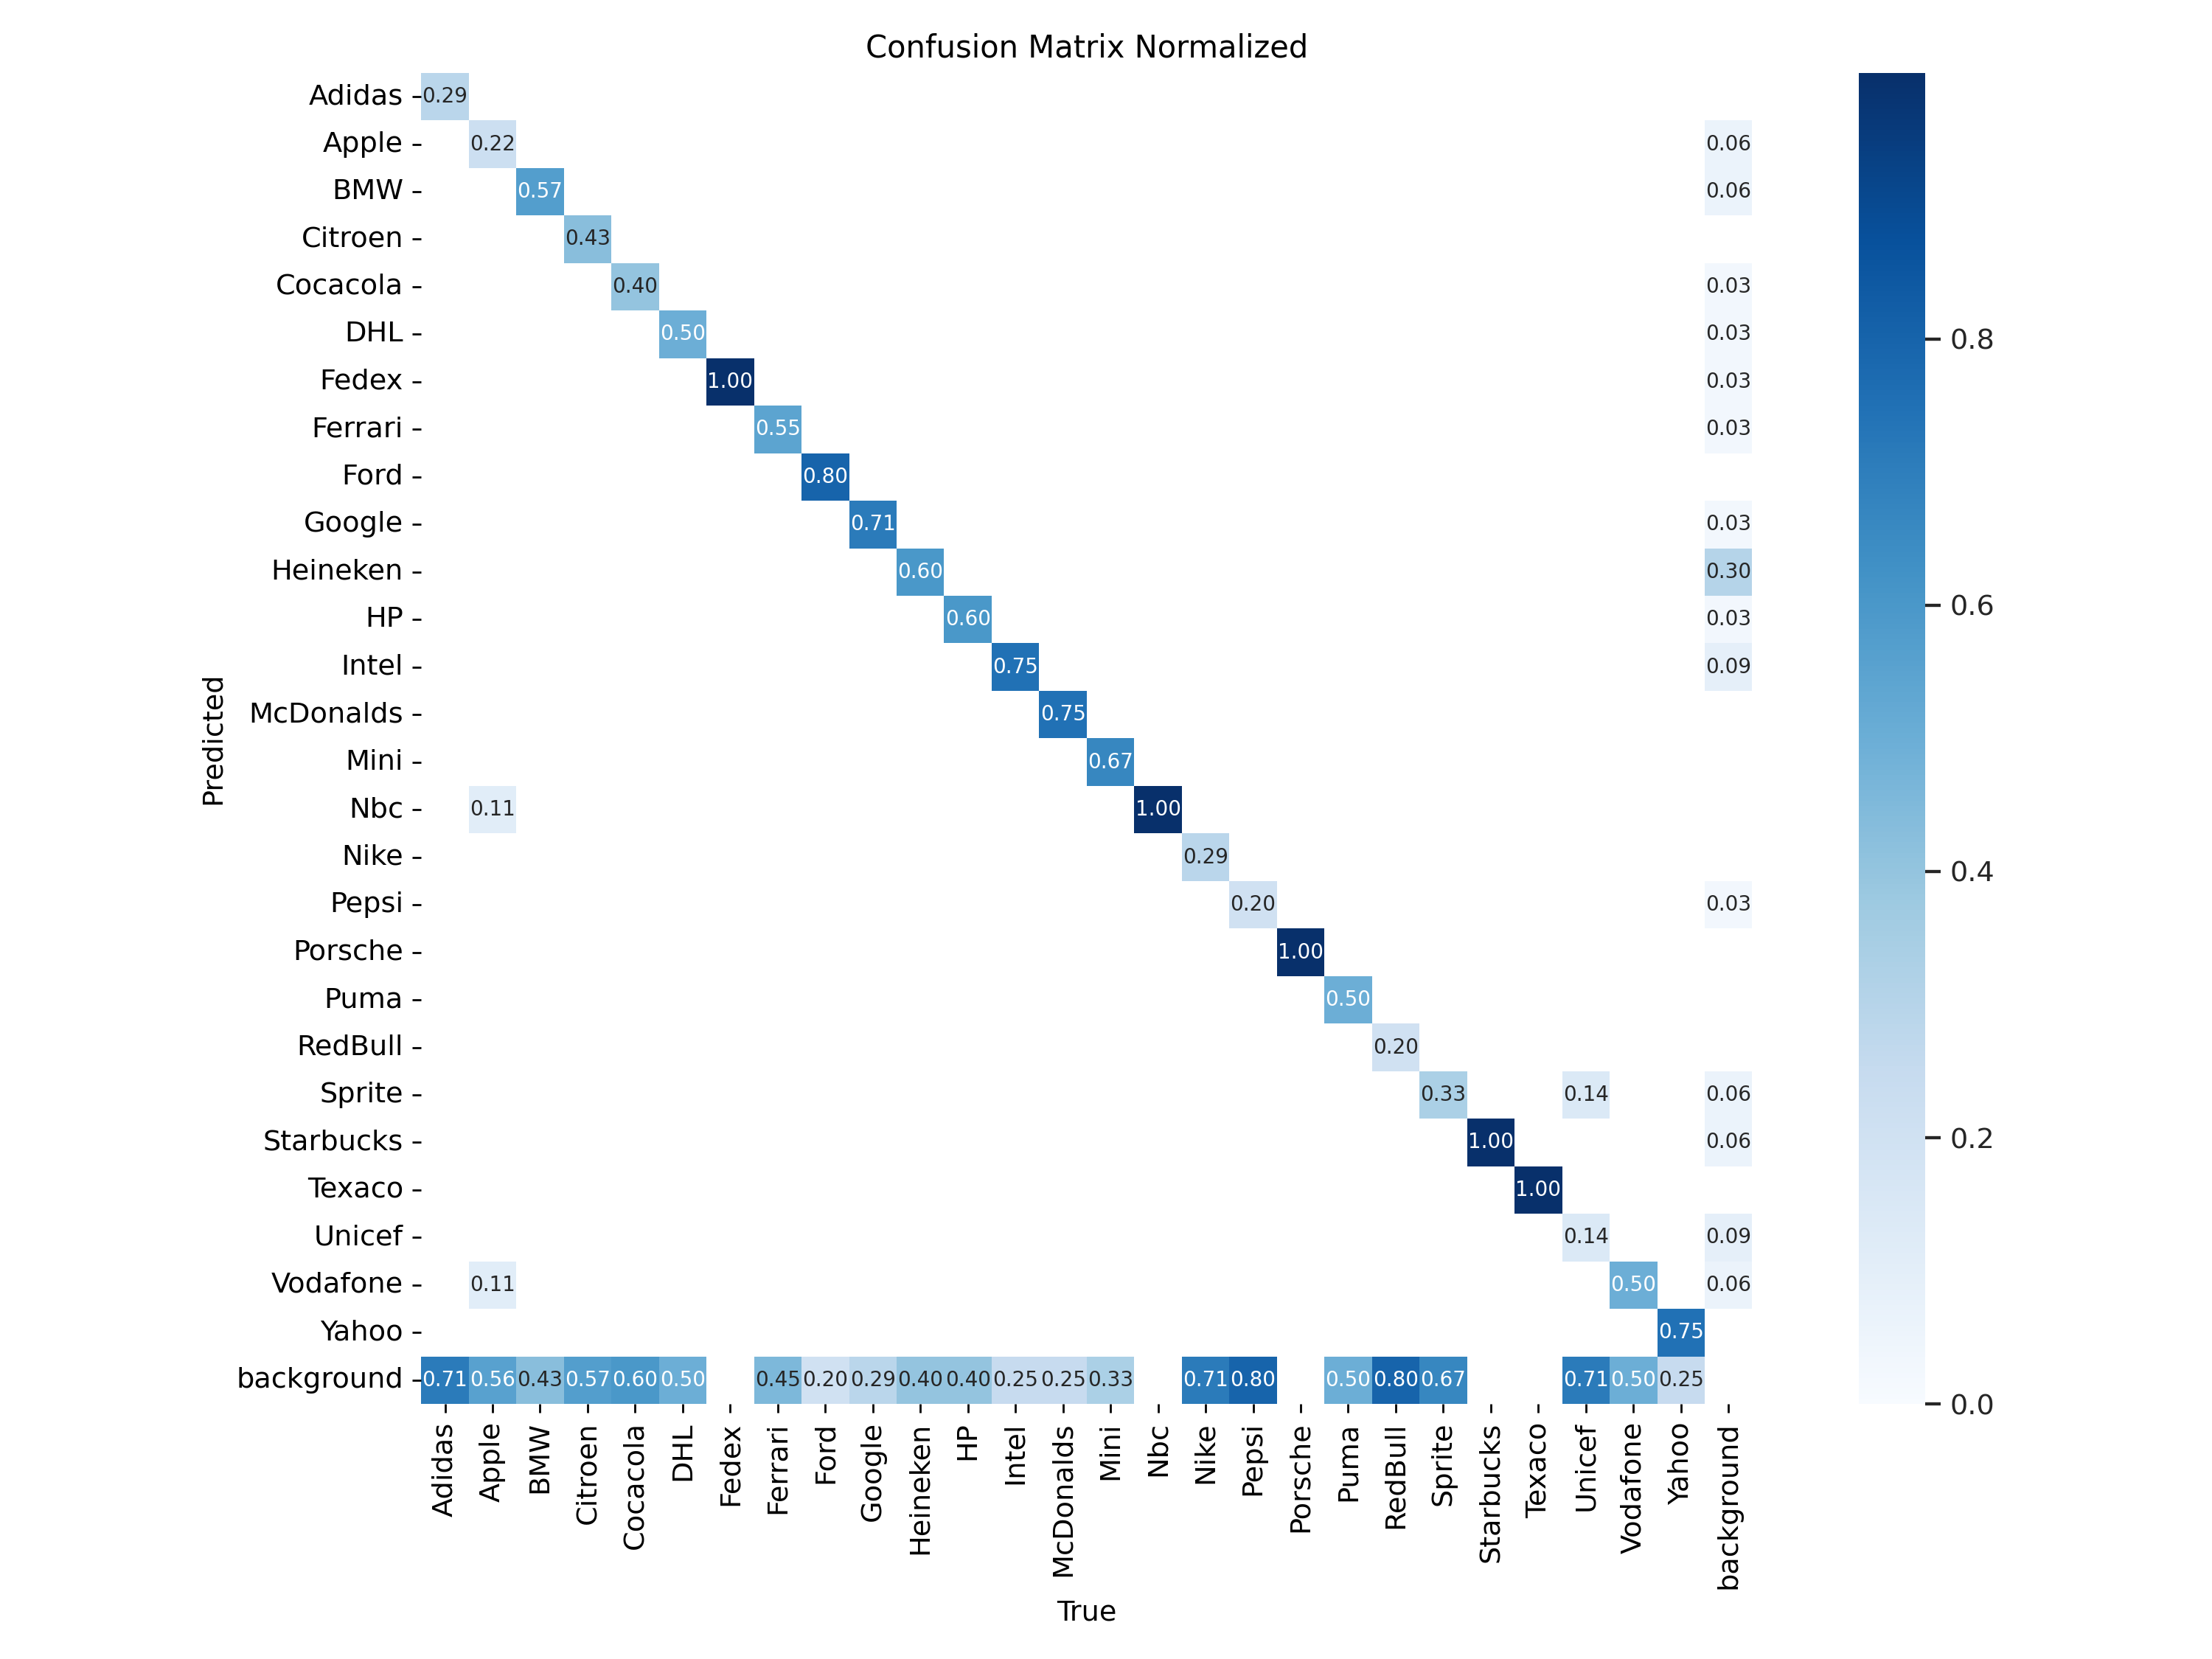 Confusion Matrix Normalized
Adidas 0.29
Apple 0.22 0.06
BMW 0.57 0.06
Citroen 0.43
Cocacola 0.40 0.03
DHL 0.50 0.03
Fedex 1.00 0.03
Ferrari 0.55 0.03
0.8
Ford 0.80
Google 0.71 0.03
Heineken 0.60 0.30
0.6
HP 0.60 0.03
Intel 0.75 0.09
McDonalds 0.75
Predicted
Mini 0.67
Nbc 0.11 1.00
Nike 0.29
0.4
Pepsi 0.20 0.03
Porsche 1.00
Puma 0.50
RedBull 0.20
Sprite 0.33 0.14 0.06
0.2
Starbucks 1.00 0.06
Texaco 1.00
Unicef 0.14 0.09
Vodafone 0.11 0.50 0.06
Yahoo 0.75
background 0.71 0.56 0.43 0.57 0.60 0.50 0.45 0.20 0.29 0.40 0.40 0.25 0.25 0.33 0.71 0.80 0.50 0.80 0.67 0.71 0.50 0.25
0.0
Adidas
Apple
BMW
Citroen
Cocacola
DHL
Fedex
Ferrari
Ford
Google
Heineken
HP
Intel
McDonalds
Mini
Nbc
Nike
Pepsi
Porsche
Puma
RedBull
Sprite
Starbucks
Texaco
Unicef
Vodafone
Yahoo
background
True